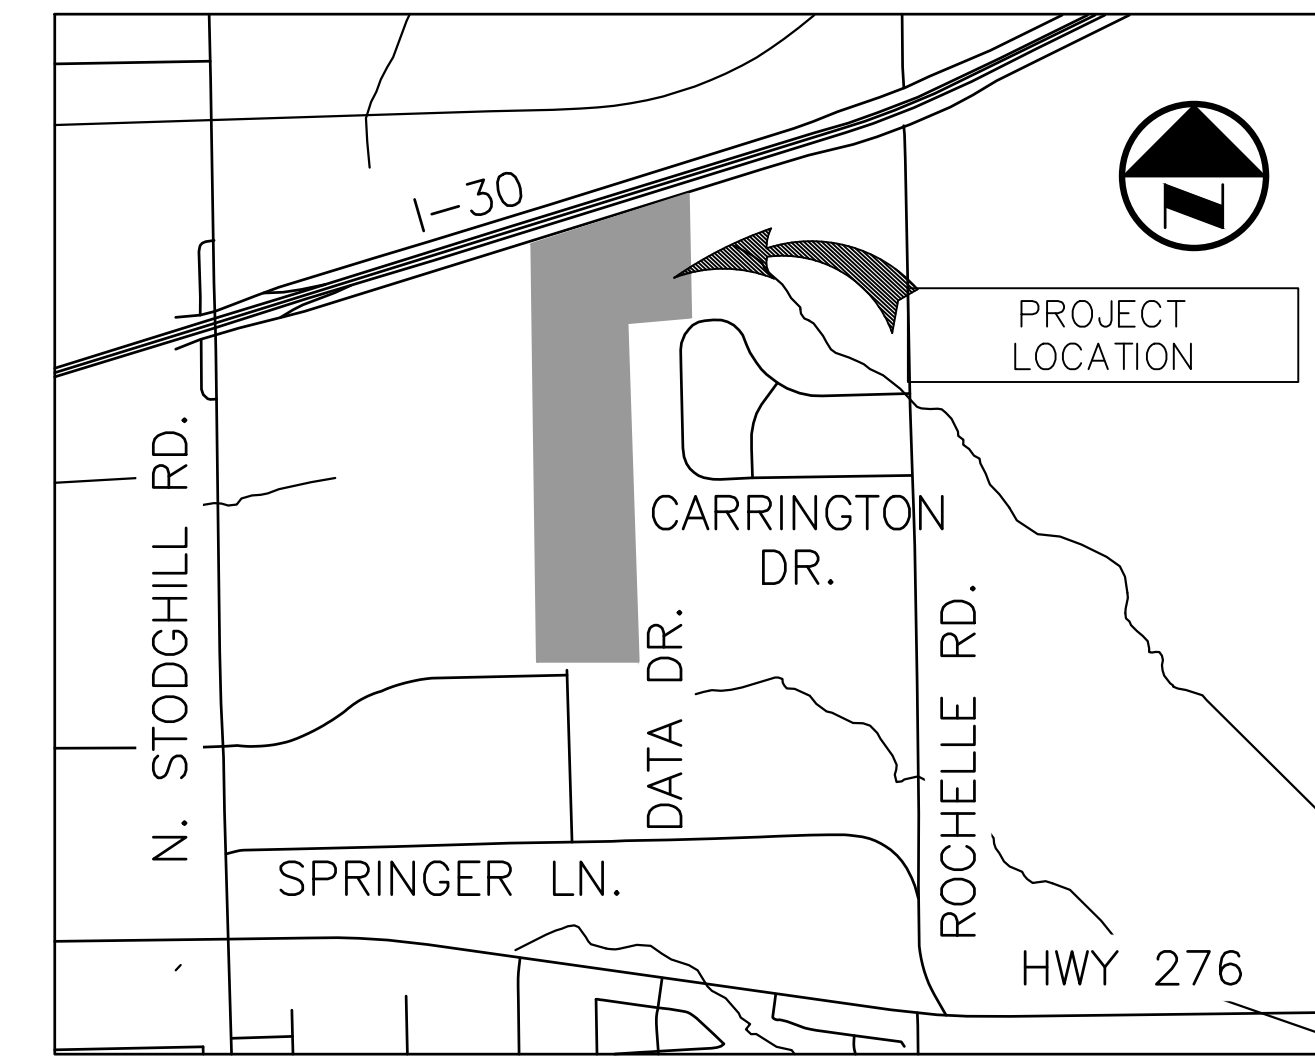 I-30
N
PROJECT
LOCATION
N. STODGHILL RD.
CARRINGTON
DR.
DATA DR.
ROCHELLE RD.
SPRINGER LN.
HWY 276